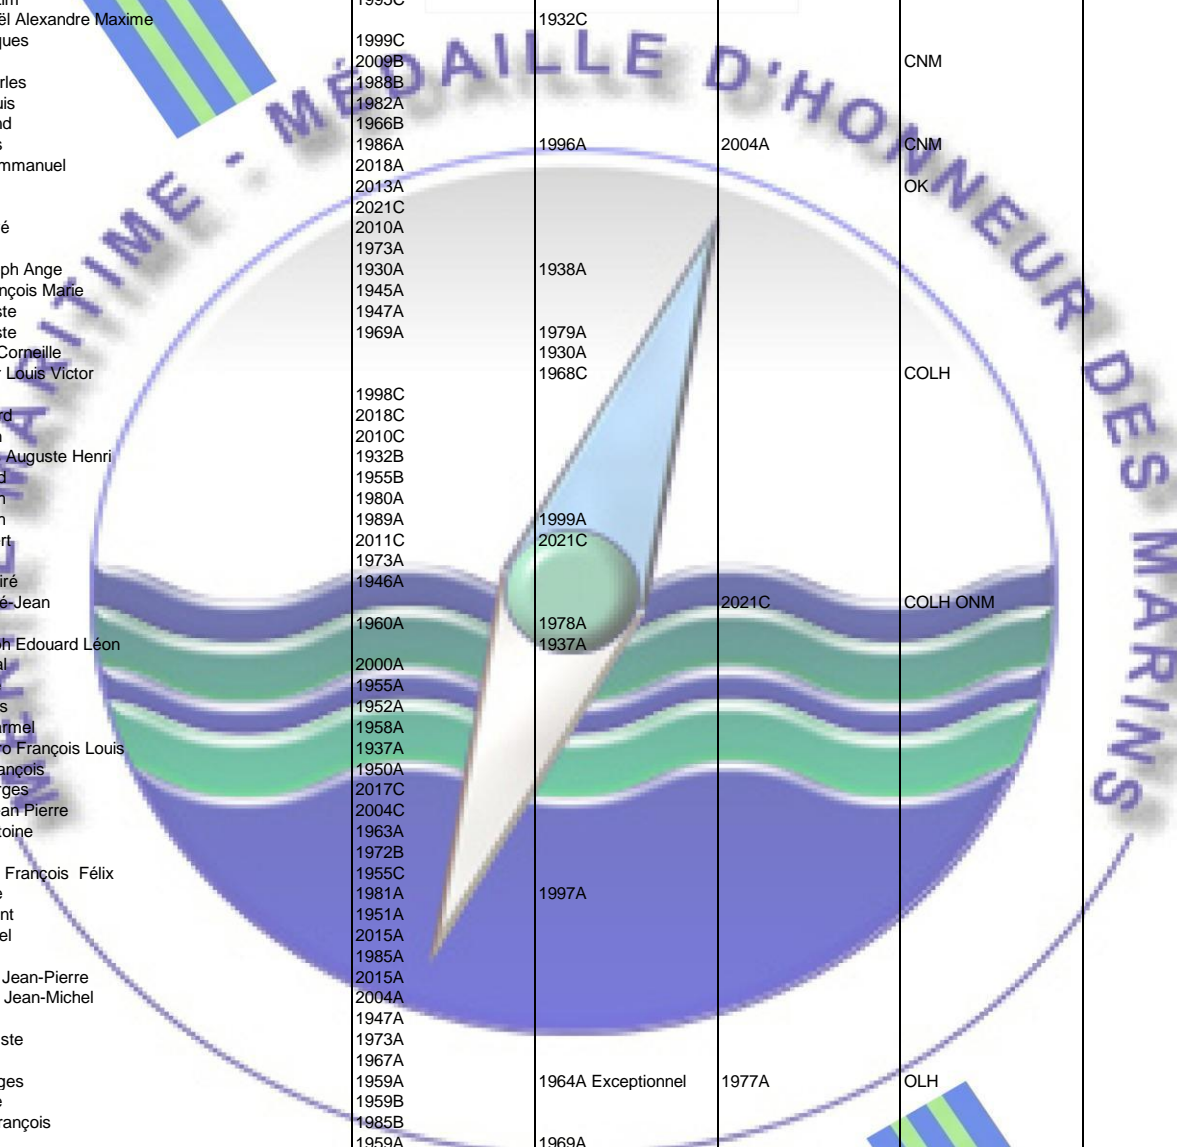 1995C
ël Alexandre Maxime 1932C
ques 1999C
2009B CNM
rles 1988B
uis 1982A
nd 1966B
s 1986A 1996A 2004A CNM
mmanuel 2018A
2013A OK
2021C
é 2010A
1973A
ph Ange 1930A 1938A
nçois Marie 1945A
ste 1947A
ste 1969A 1979A
Corneille 1930A
r Louis Victor 1968C COLH
1998C
rd 2018C
n 2010C
Auguste Henri 1932B
d 1955B
n 1980A
n 1989A 1999A
ert 2011C 2021C
1973A
iré 1946A
é-Jean 2021C COLH ONM
1960A 1978A
ph Edouard Léon 1937A
al 2000A
e 1955A
s 1952A
armel 1958A
ro François Louis 1937A
ançois 1950A
rges 2017C
an Pierre 2004C
toine 1963A
1972B
François Félix 1955C
e 1981A 1997A
nt 1951A
el 2015A
1985A
Jean-Pierre 2015A
Jean-Michel 2004A
1947A
ste 1973A
1967A
ges 1959A 1964A Exceptionnel 1977A OLH
e 1959B
rançois 1985B
1959A 1969A
MARITIME - MÉDAILLE D'HONNEUR DES MARINS